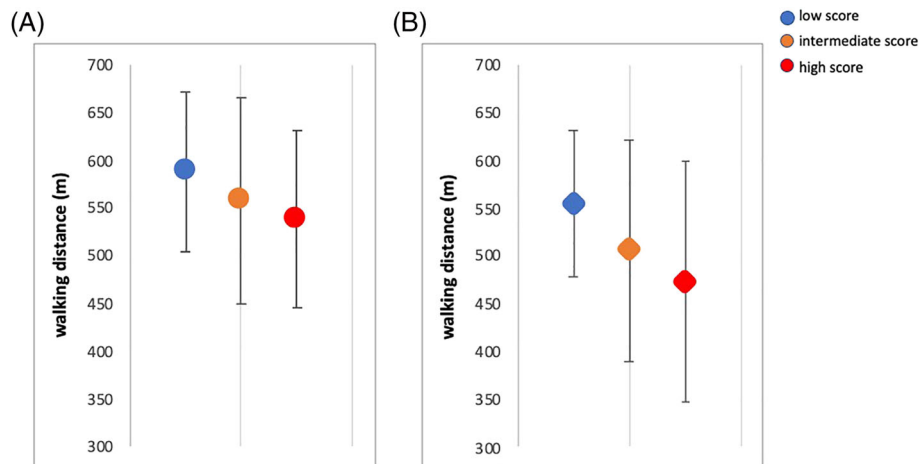 (A)
walking distance (m)
700
650
600
550
500
450
400
350
300
(B)
walking distance (m)
700
650
600
550
500
450
400
350
300
low score
intermediate score
high score